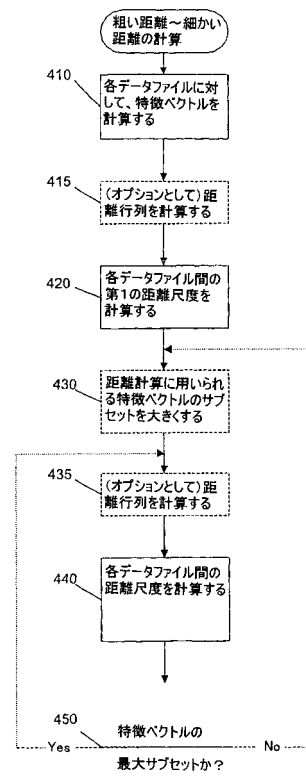 粗い距離～細かい
距離の計算
410
各データファイルに対
して、特徴ベクトルを
計算する
415
(オプションとして)距
離行列を計算する
420
各データファイル間の
第1の距離尺度を
計算する
430
距離計算に用いられ
る特徴ベクトルのサブ
セットを大きくする
435
(オプションとして)距
離行列を計算する
440
各データファイル間の
距離尺度を計算する
450
特徴ベクトルの
Yes
No
最大サブセットか?